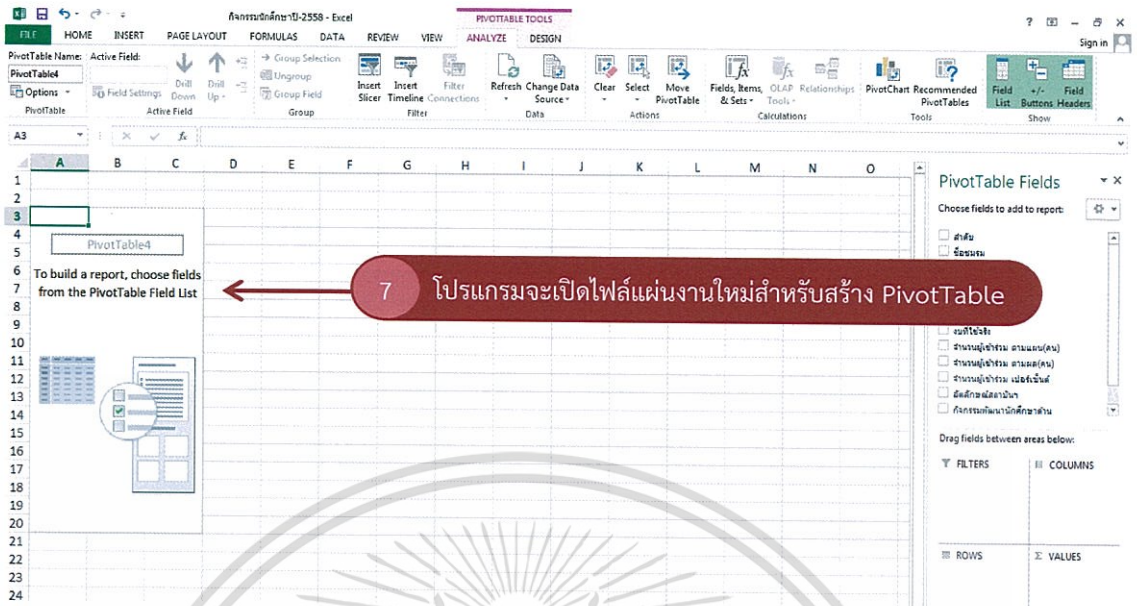 กิจกรรมนักศึกษาปี-2558 - Excel
PIVOTTABLE TOOLS
FILE HOME INSERT PAGE LAYOUT FORMULAS DATA REVIEW VIEW ANALYZE DESIGN
Sign in
PivotTable Name: Active Field:
PivotTable4
Options
Field Settings
Drill Down
Drill Up
Group Selection
Ungroup
Group Field
Insert Slicer
Insert Timeline
Filter Connections
Refresh
Change Data Source
Clear
Select
Move PivotTable
Fields, Items, & Sets
OLAP Tools
Relationships
PivotChart
Recommended PivotTables
Field List
+/- Buttons
Field Headers
PivotTable Active Field Group Filter Data Actions Calculations Tools Show
A3
fx
A B C D E F G H I J K L M N O
1
2
3
4
5
6
7
8
9
10
11
12
13
14
15
16
17
18
19
20
21
22
23
24
PivotTable4
To build a report, choose fields
from the PivotTable Field List
7 โปรแกรมจะเปิดไฟล์แผ่นงานใหม่สำหรับสร้าง PivotTable
PivotTable Fields
Choose fields to add to report:
ลำดับ
ชื่อชมรม
งบที่ใช้จริง
จำนวนผู้เข้าร่วม ตามแผน(คน)
จำนวนผู้เข้าร่วม ตามผล(คน)
จำนวนผู้เข้าร่วม เปอร์เซ็นต์
อัตลักษณ์สถาบันฯ
กิจกรรมพัฒนานักศึกษาด้าน
Drag fields between areas below:
FILTERS COLUMNS
ROWS Σ VALUES